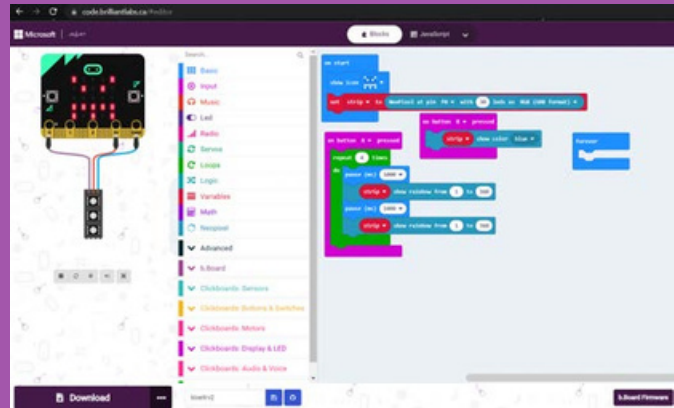 code.brilliantlabs.ca/#editor
Microsoft
Blocks
JavaScript
Search...
Basic
Input
Music
Led
Radio
Servo
Loops
Logic
Variables
Math
Neopixel
Advanced
b.Board
Clickboards: Sensors
Clickboards: Buttons & Switches
Clickboards: Motors
Clickboards: Display & LED
Clickboards: Audio & Voice
on start
show icon
set strip to NeoPixel at pin P0 with 30 leds as RGB (GRB format)
on button B pressed
strip show color blue
forever
on button A pressed
repeat 4 times
do
pause (ms) 1000
strip show rainbow from 1 to 360
pause (ms) 1000
strip show rainbow from 1 to 360
Download
b.Board Firmware